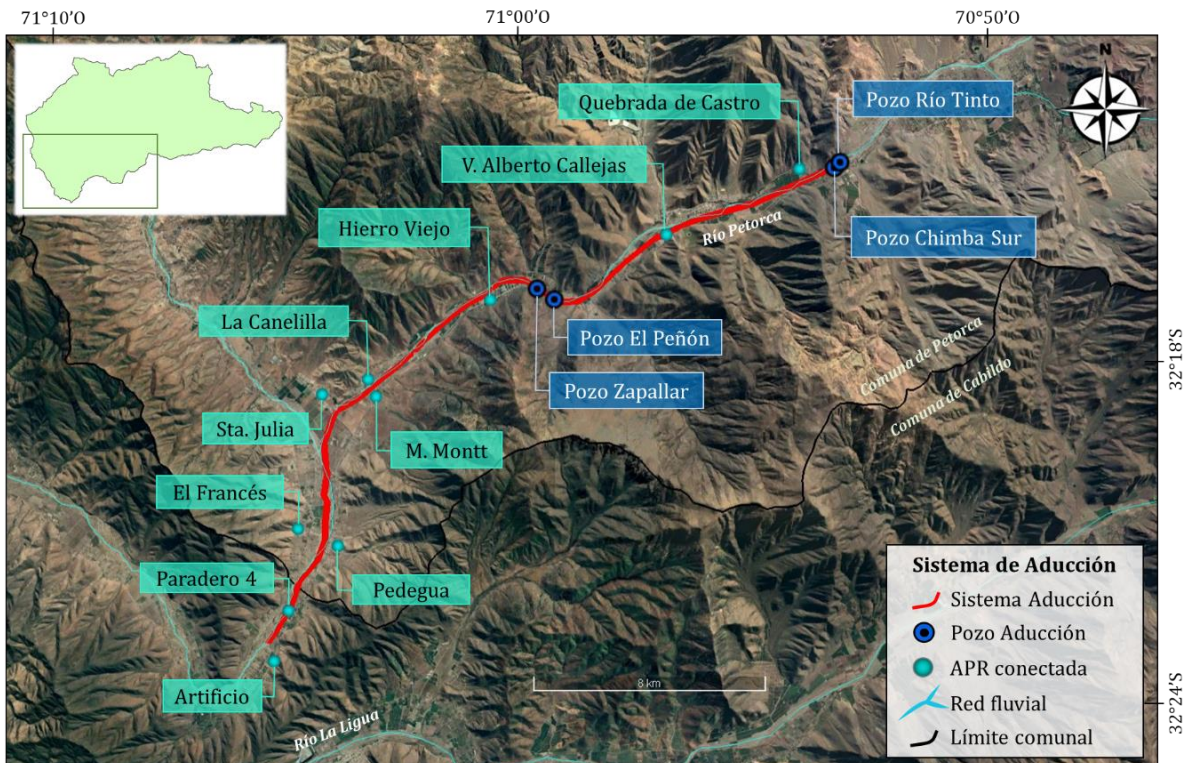 71°10’O
71°00’O
70°50’O
N
Quebrada de Castro
Pozo Río Tinto
V. Alberto Callejas
Río Petorca
Pozo Chimba Sur
Hierro Viejo
La Canelilla
Pozo El Peñón
Comuna de Petorca
32°18’S
Pozo Zapallar
Comuna de Cabildo
Sta. Julia
M. Montt
El Francés
Paradero 4
Pedegua
Artificio
8 km
Río La Ligua
32°24’S
Sistema de Aducción
Sistema Aducción
Pozo Aducción
APR conectada
Red fluvial
Límite comunal